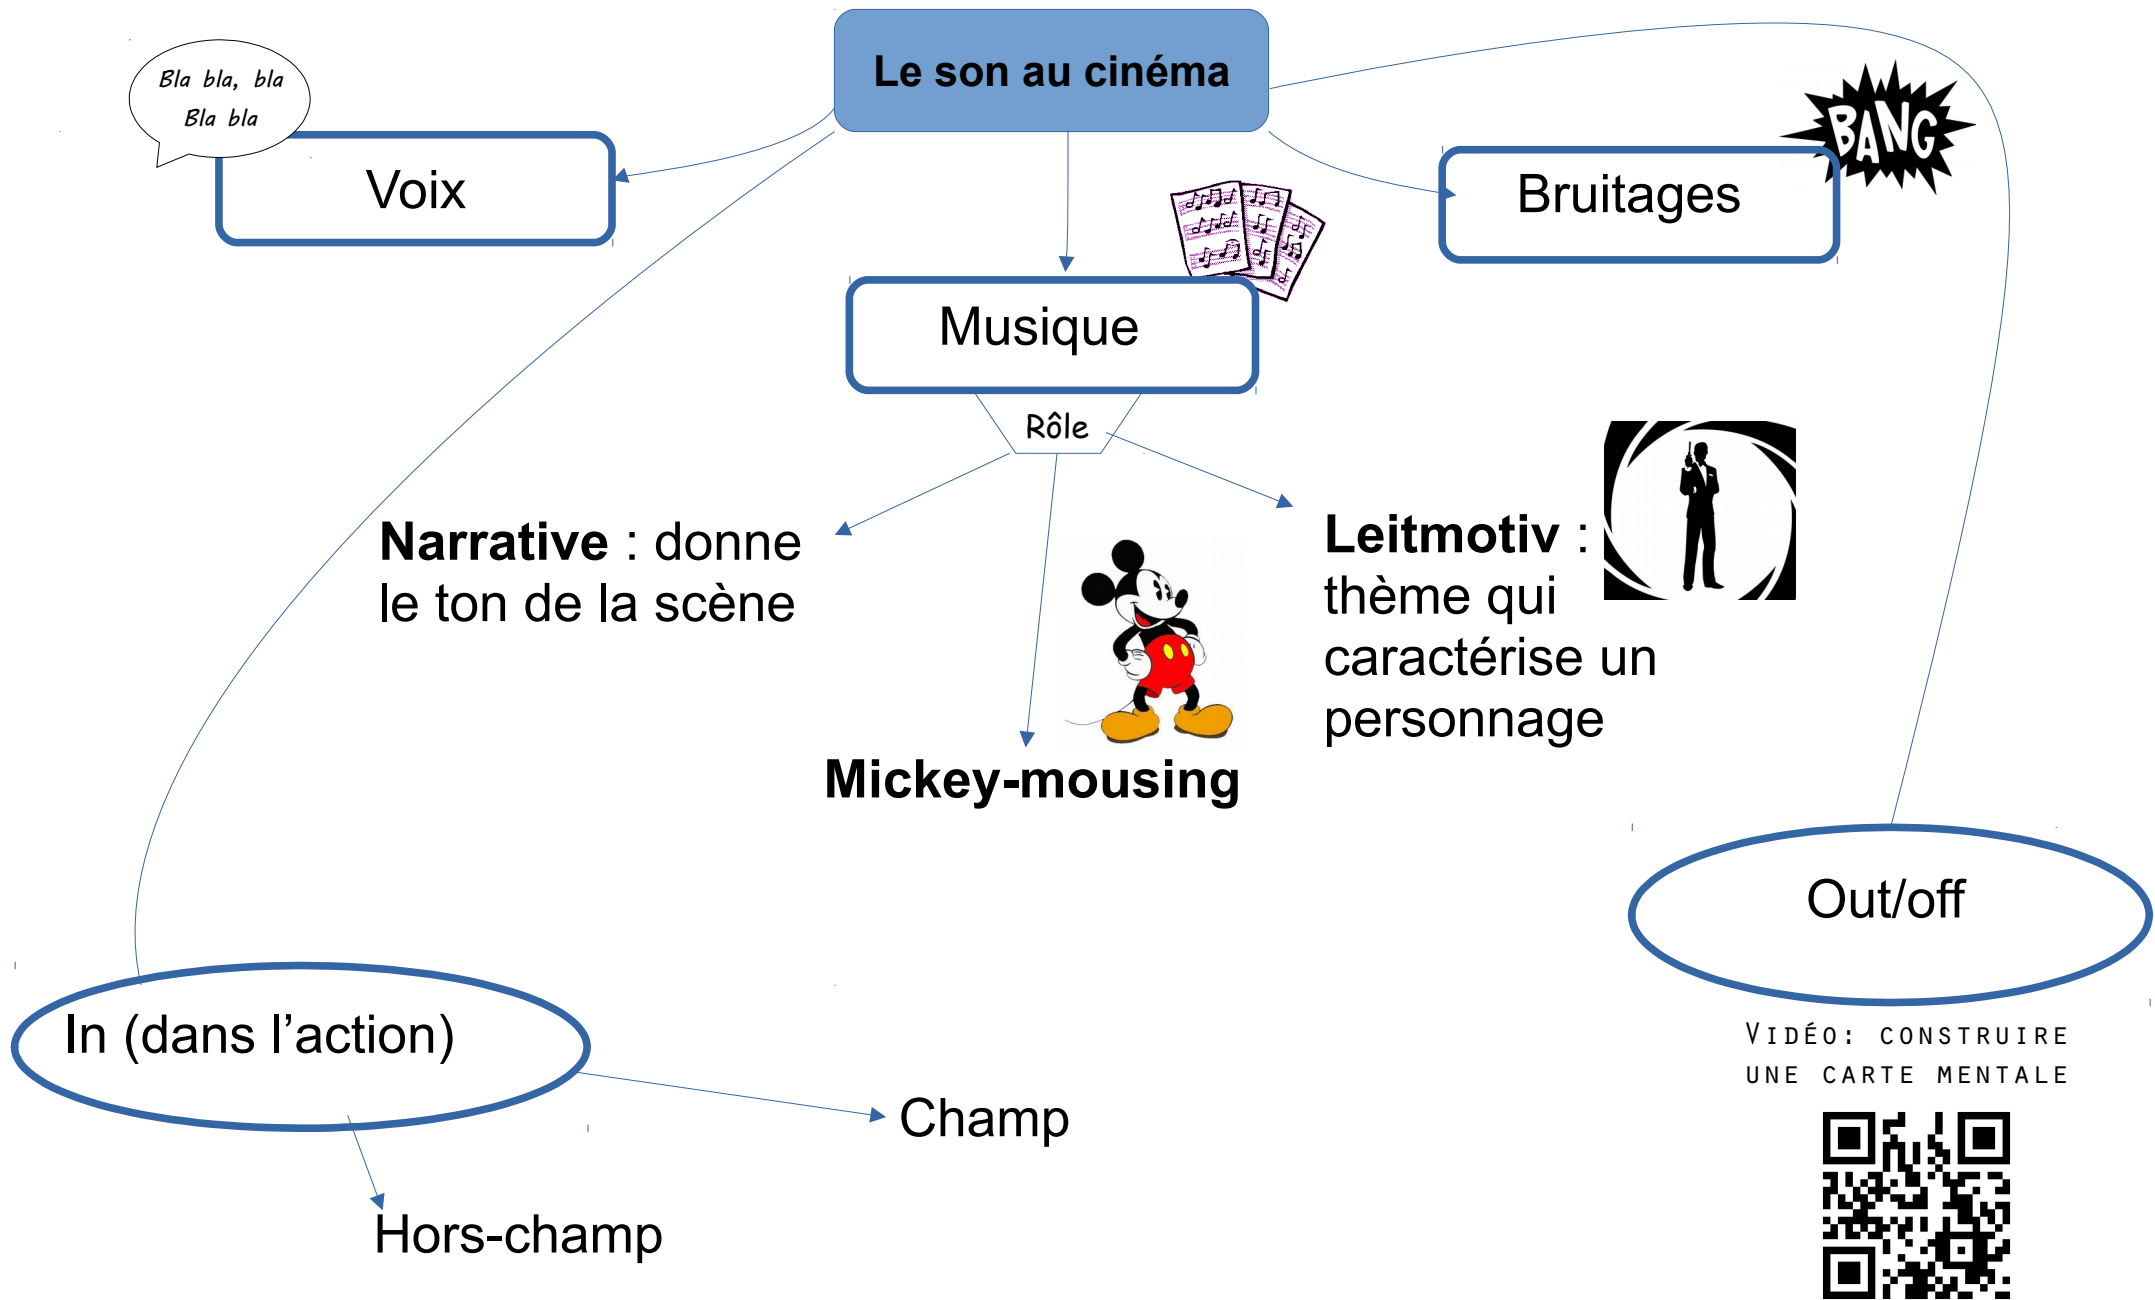 Le son au cinéma
Bla bla, bla
Bla bla
Voix
BANG
Bruitages
Musique
Rôle
Narrative : donne
le ton de la scène
Mickey-mousing
Leitmotiv :
thème qui
caractérise un
personnage
Out/off
In (dans l’action)
Champ
Hors-champ
VIDÉO: CONSTRUIRE
UNE CARTE MENTALE